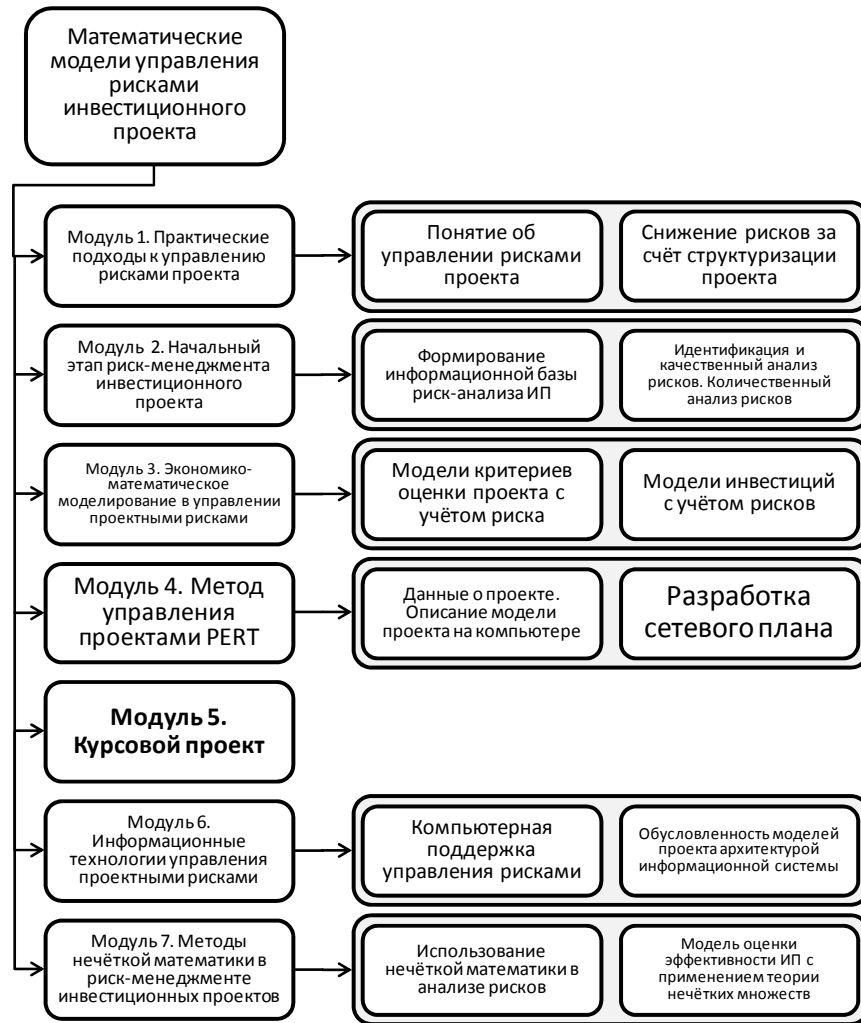 Математические
модели управления
рисками
инвестиционного
проекта
Модуль 1. Практические
подходы к управлению
рисками проекта
Понятие об
управлении рисками
проекта
Снижение рисков за
счёт структуризации
проекта
Модуль 2. Начальный
этап риск-менеджмента
инвестиционного
проекта
Формирование
информационной базы
риск-анализа ИП
Идентификация и
качественный анализ
рисков. Количественный
анализ рисков
Модуль 3. Экономико-
математическое
моделирование в управлении
проектными рисками
Модели критериев
оценки проекта с
учётом риска
Модели инвестиций
с учётом рисков
Модуль 4. Метод
управления
проектами PERT
Данные о проекте.
Описание модели
проекта на компьютере
Разработка
сетевого плана
Модуль 5.
Курсовой проект
Модуль 6.
Информационные
технологии управления
проектными рисками
Компьютерная
поддержка
управления рисками
Обусловленность моделей
проекта архитектурой
информационной системы
Модуль 7. Методы
нечёткой математики в
риск-менеджменте
инвестиционных проектов
Использование
нечёткой математики в
анализе рисков
Модель оценки
эффективности ИП с
применением теории
нечётких множеств